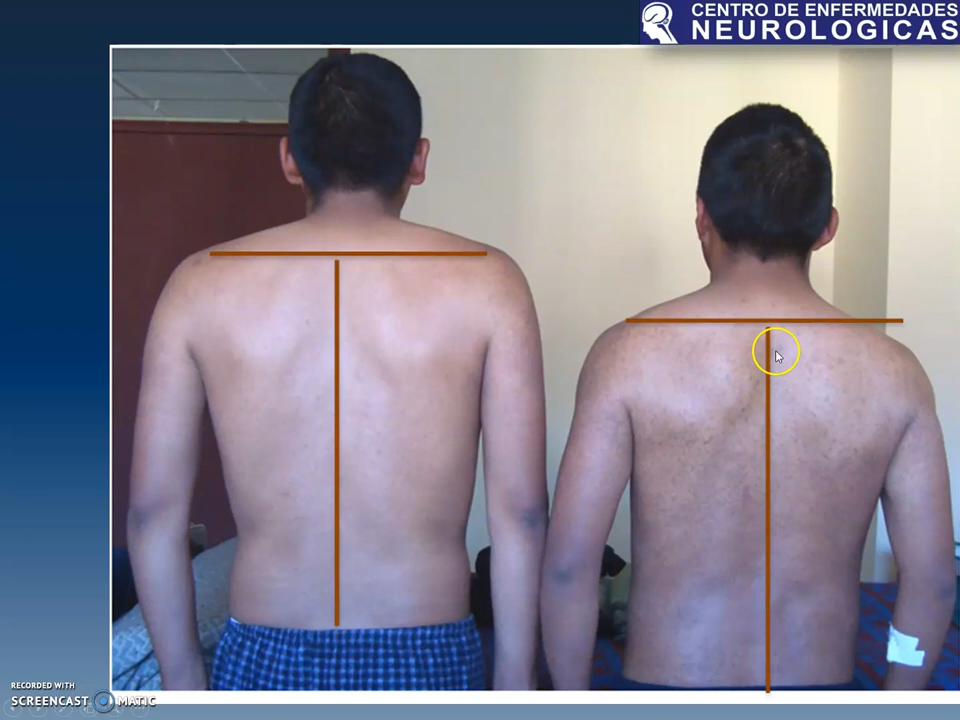 CENTRO DE ENFERMEDADES
NEUROLOGICAS
RECORDED WITH
SCREENCAST MATIC